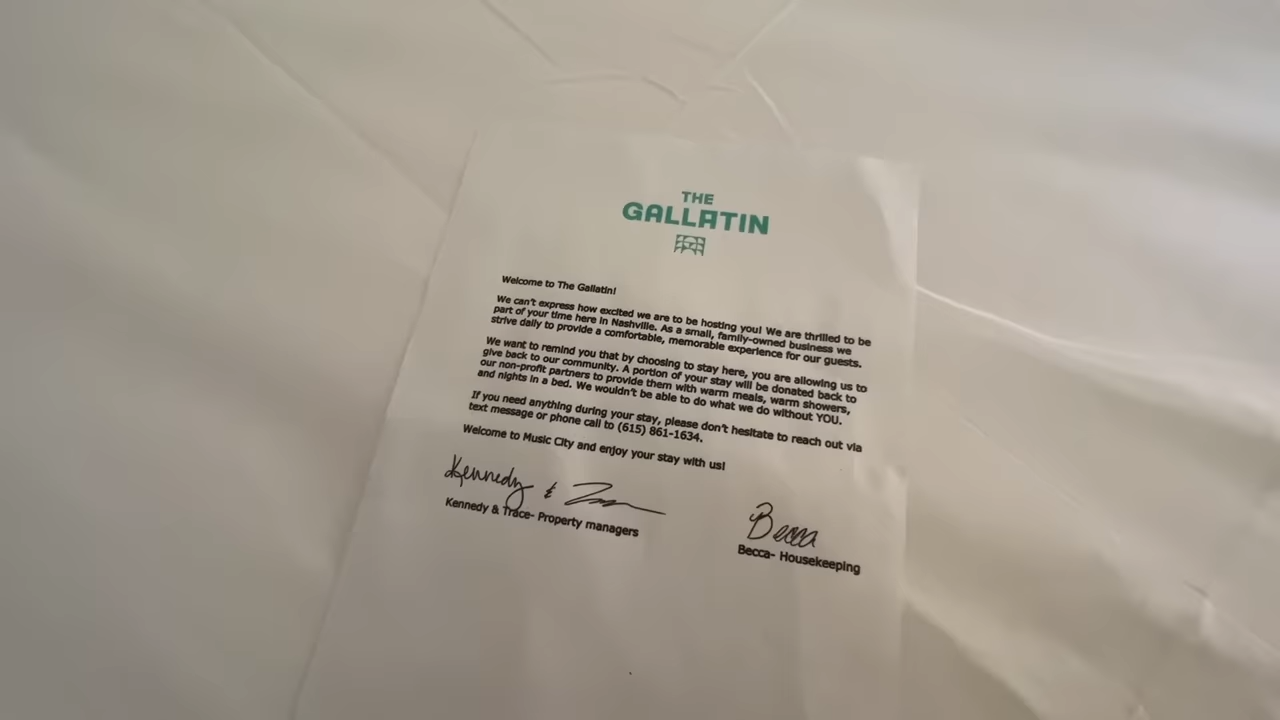 THE
GALLATIN
Welcome to The Gallatin!
We can't express how excited we are to be hosting you! We are thrilled to be
part of your time here in Nashville. As a small, family-owned business we
strive daily to provide a comfortable, memorable experience for our guests.
We want to remind you that by choosing to stay here, you are allowing us to
give back to our community. A portion of your stay will be donated back to
our non-profit partners to provide them with warm meals, warm showers,
and nights in a bed. We wouldn't be able to do what we do without YOU.
If you need anything during your stay, please don't hesitate to reach out via
text message or phone call to (615) 861-1634.
Welcome to Music City and enjoy your stay with us!
Kennedy &
Becca
Kennedy & Trace- Property managers
Becca- Housekeeping